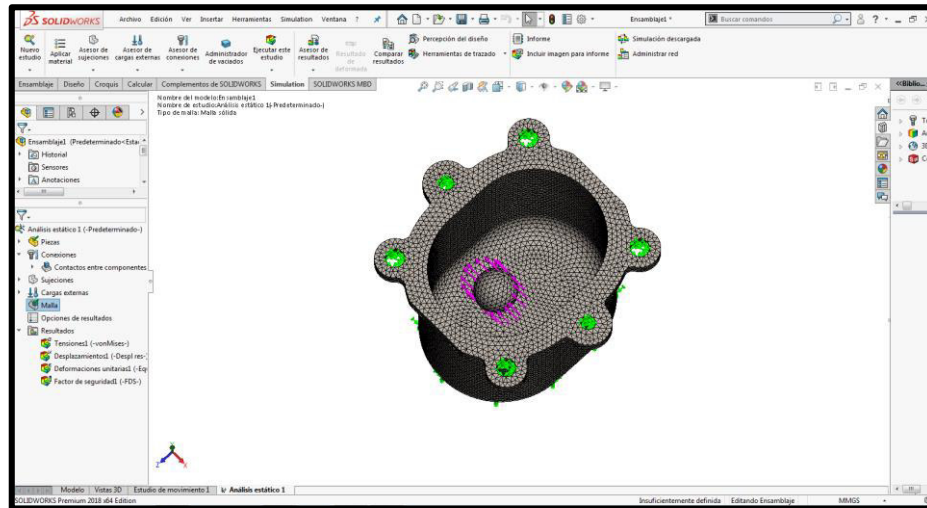 SOLIDWORKS Archivo Edición Ver Insertar Herramientas Simulation Ventana ? Ensamblaje1 * Buscar comandos
Nuevo estudio
Aplicar material
Asesor de sujeciones
Asesor de cargas externas
Asesor de conexiones
Administrador de vaciados
Ejecutar este estudio
Asesor de resultados
Resultado de deformada
Comparar resultados
Percepción del diseño
Herramientas de trazado
Informe
Incluir imagen para informe
Simulación descargada
Administrar red
Ensamblaje Diseño Croquis Calcular Complementos de SOLIDWORKS Simulation SOLIDWORKS MBD
<<Biblio...
Nombre del modelo:Ensamblaje1
Nombre de estudio:Análisis estático 1(-Predeterminado-)
Tipo de malla: Malla sólida
Ensamblaje1 (Predeterminado<Esta
Historial
Sensores
Anotaciones
Análisis estático 1 (-Predeterminado-)
Piezas
Conexiones
Contactos entre componentes
Sujeciones
Cargas externas
Malla
Opciones de resultados
Resultados
Tensiones1 (-vonMises-)
Desplazamientos1 (-Despl res-
Deformaciones unitarias1 (-Eq
Factor de seguridad1 (-FDS-)
Modelo Vistas 3D Estudio de movimiento 1 Análisis estático 1
SOLIDWORKS Premium 2018 x64 Edition Insuficientemente definida Editando Ensamblaje MMGS